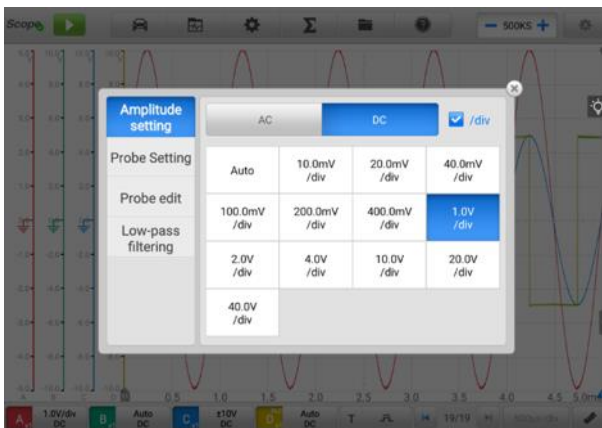 Scope
500KS
Amplitude
setting
AC
DC
/div
Probe Setting
Probe edit
Low-pass
filtering
Auto
10.0mV
/div
20.0mV
/div
40.0mV
/div
100.0mV
/div
200.0mV
/div
400.0mV
/div
1.0V
/div
2.0V
/div
4.0V
/div
10.0V
/div
20.0V
/div
40.0V
/div
0.5
1.0
1.5
2.0
2.5
3.0
3.5
4.0
4.5
5.0ms
A
1.0V/div
DC
B
Auto
DC
C
±10V
DC
D
Auto
DC
T
19/19